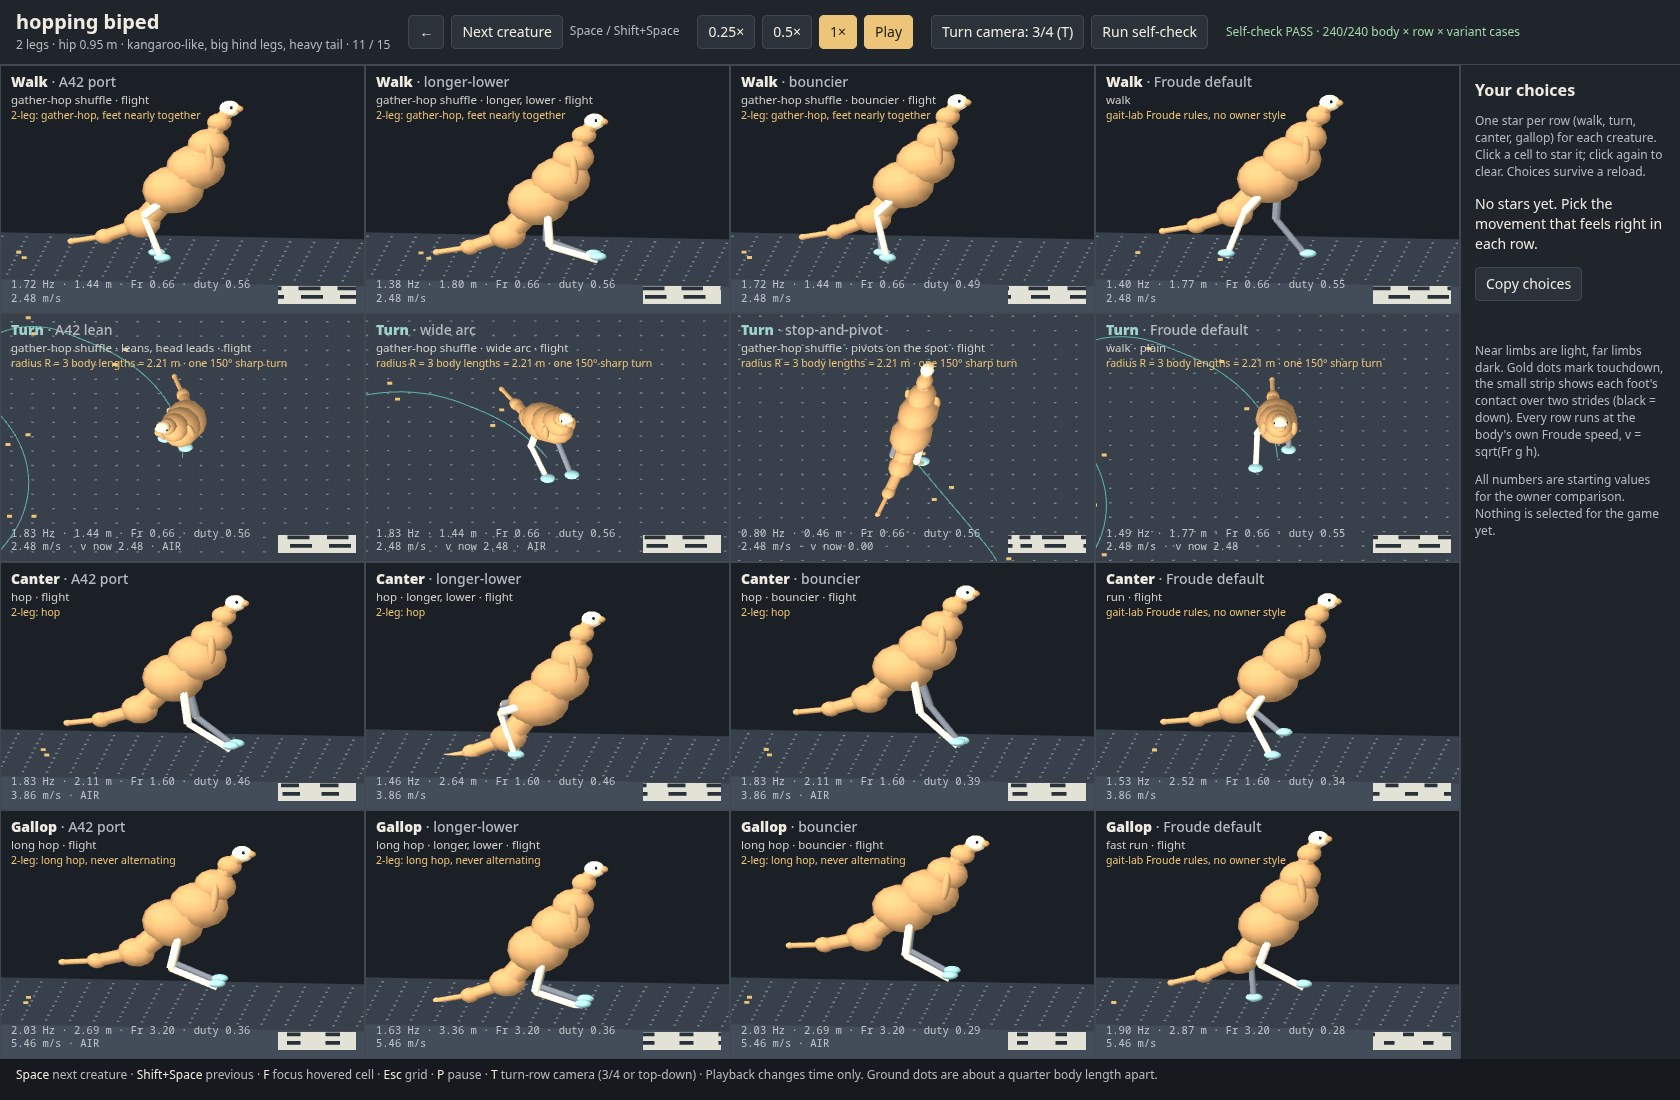 hopping biped
2 legs · hip 0.95 m · kangaroo-like, big hind legs, heavy tail · 11 / 15
←
Next creature
Space / Shift+Space
0.25×
0.5×
1×
Play
Turn camera: 3/4 (T)
Run self-check
Self-check PASS · 240/240 body × row × variant cases
Walk · A42 port
gather-hop shuffle · flight
2-leg: gather-hop, feet nearly together
1.72 Hz · 1.44 m · Fr 0.66 · duty 0.56
2.48 m/s
Walk · longer-lower
gather-hop shuffle · longer, lower · flight
2-leg: gather-hop, feet nearly together
1.38 Hz · 1.80 m · Fr 0.66 · duty 0.56
2.48 m/s
Walk · bouncier
gather-hop shuffle · bouncier · flight
2-leg: gather-hop, feet nearly together
1.72 Hz · 1.44 m · Fr 0.66 · duty 0.49
2.48 m/s
Walk · Froude default
walk
gait-lab Froude rules, no owner style
1.40 Hz · 1.77 m · Fr 0.66 · duty 0.55
2.48 m/s
Turn · A42 lean
gather-hop shuffle · leans, head leads · flight
radius R = 3 body lengths = 2.21 m · one 150° sharp turn
1.83 Hz · 1.44 m · Fr 0.66 · duty 0.56
2.48 m/s · v now 2.48 · AIR
Turn · wide arc
gather-hop shuffle · wide arc · flight
radius R = 3 body lengths = 2.21 m · one 150° sharp turn
1.83 Hz · 1.44 m · Fr 0.66 · duty 0.56
2.48 m/s · v now 2.48 · AIR
Turn · stop-and-pivot
gather-hop shuffle · pivots on the spot · flight
radius R = 3 body lengths = 2.21 m · one 150° sharp turn
0.80 Hz · 0.46 m · Fr 0.66 · duty 0.56
2.48 m/s · v now 0.00
Turn · Froude default
walk · plain
radius R = 3 body lengths = 2.21 m · one 150° sharp turn
1.49 Hz · 1.77 m · Fr 0.66 · duty 0.55
2.48 m/s · v now 2.48
Canter · A42 port
hop · flight
2-leg: hop
1.83 Hz · 2.11 m · Fr 1.60 · duty 0.46
3.86 m/s · AIR
Canter · longer-lower
hop · longer, lower · flight
2-leg: hop
1.46 Hz · 2.64 m · Fr 1.60 · duty 0.46
3.86 m/s
Canter · bouncier
hop · bouncier · flight
2-leg: hop
1.83 Hz · 2.11 m · Fr 1.60 · duty 0.39
3.86 m/s · AIR
Canter · Froude default
run · flight
gait-lab Froude rules, no owner style
1.53 Hz · 2.52 m · Fr 1.60 · duty 0.34
3.86 m/s
Gallop · A42 port
long hop · flight
2-leg: long hop, never alternating
2.03 Hz · 2.69 m · Fr 3.20 · duty 0.36
5.46 m/s · AIR
Gallop · longer-lower
long hop · longer, lower · flight
2-leg: long hop, never alternating
1.63 Hz · 3.36 m · Fr 3.20 · duty 0.36
5.46 m/s
Gallop · bouncier
long hop · bouncier · flight
2-leg: long hop, never alternating
2.03 Hz · 2.69 m · Fr 3.20 · duty 0.29
5.46 m/s · AIR
Gallop · Froude default
fast run · flight
gait-lab Froude rules, no owner style
1.90 Hz · 2.87 m · Fr 3.20 · duty 0.28
5.46 m/s
Your choices
One star per row (walk, turn,
canter, gallop) for each creature.
Click a cell to star it; click again to
clear. Choices survive a reload.
No stars yet. Pick the
movement that feels right in
each row.
Copy choices
Near limbs are light, far limbs
dark. Gold dots mark touchdown,
the small strip shows each foot's
contact over two strides (black =
down). Every row runs at the
body's own Froude speed, v =
sqrt(Fr g h).
All numbers are starting values
for the owner comparison.
Nothing is selected for the game
yet.
Space next creature · Shift+Space previous · F focus hovered cell · Esc grid · P pause · T turn-row camera (3/4 or top-down) · Playback changes time only. Ground dots are about a quarter body length apart.